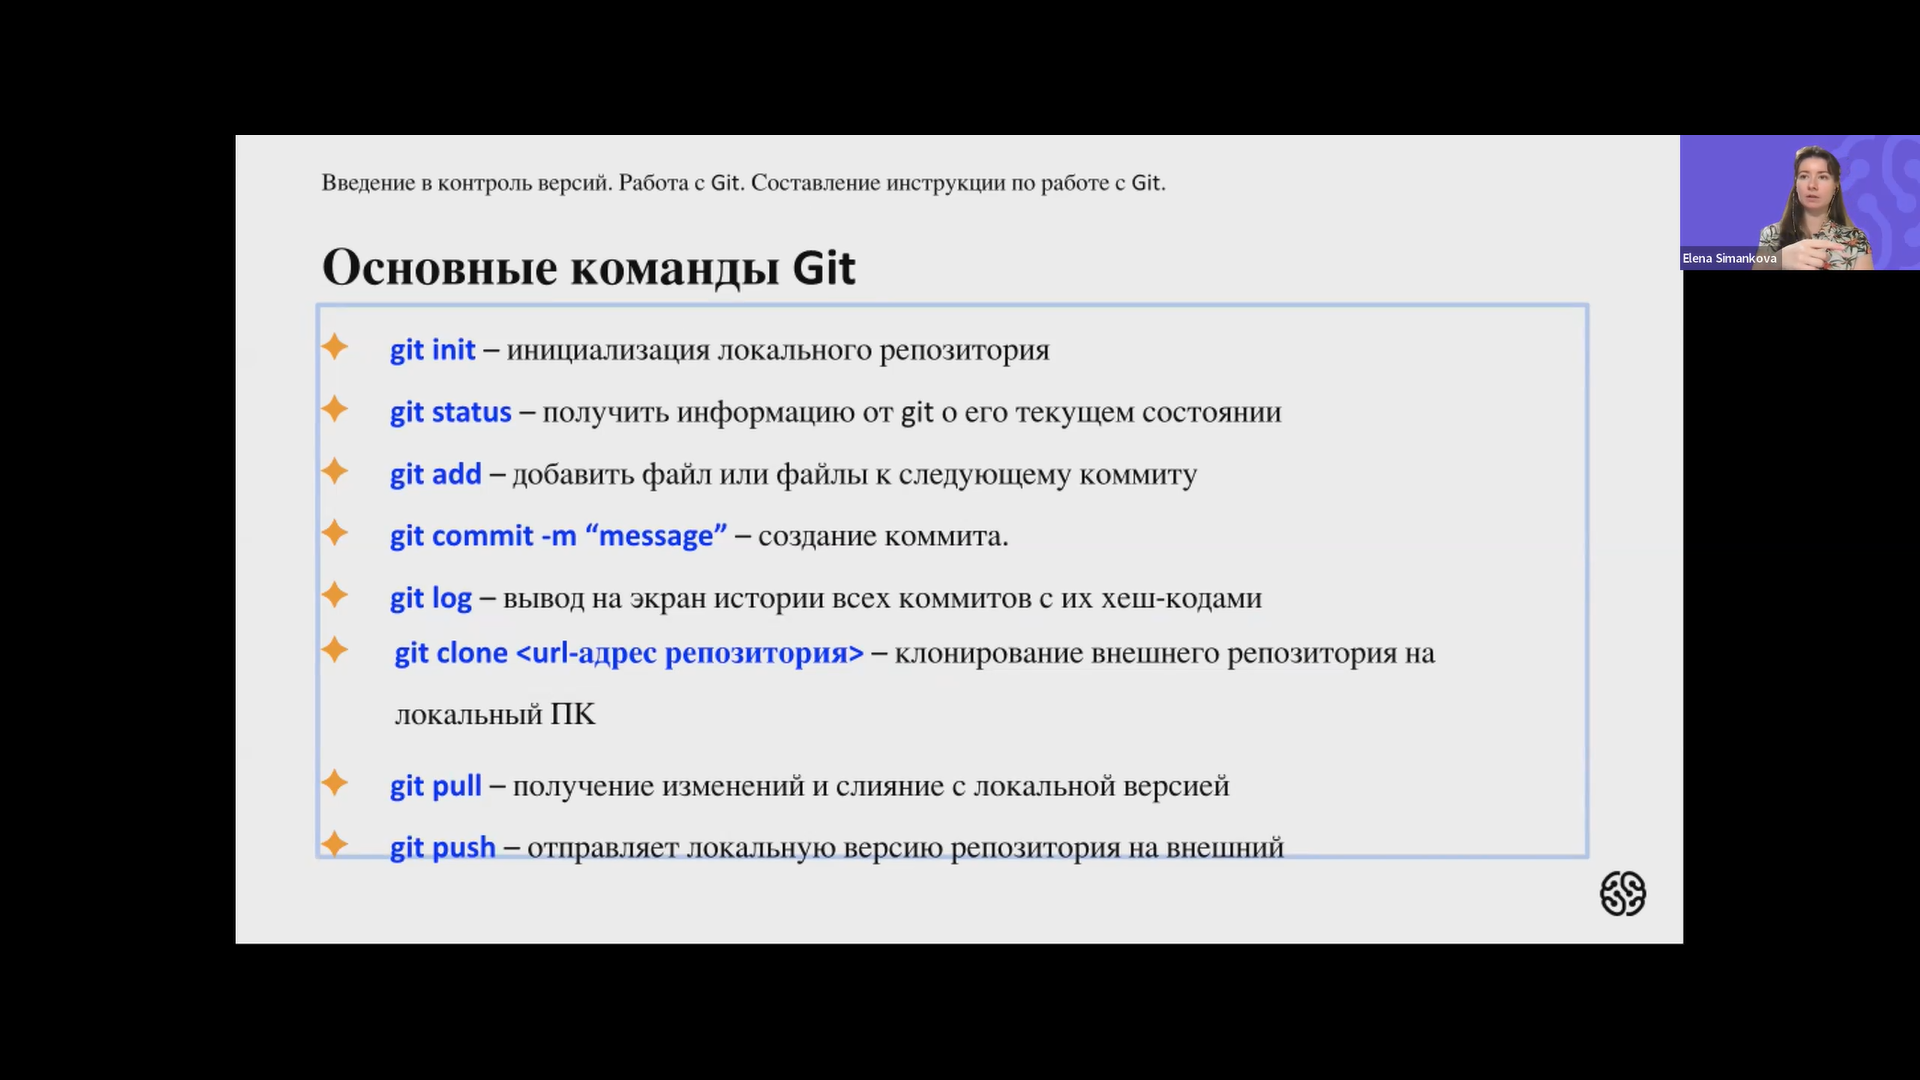 Введение в контроль версий. Работа с Git. Составление инструкции по работе с Git.
Elena Simankova
Основные команды Git
git init – инициализация локального репозитория
git status – получить информацию от git о его текущем состоянии
git add – добавить файл или файлы к следующему коммиту
git commit -m “message” – создание коммита.
git log – вывод на экран истории всех коммитов с их хеш-кодами
git clone <url-адрес репозитория> – клонирование внешнего репозитория на
локальный ПК
git pull – получение изменений и слияние с локальной версией
git push – отправляет локальную версию репозитория на внешний